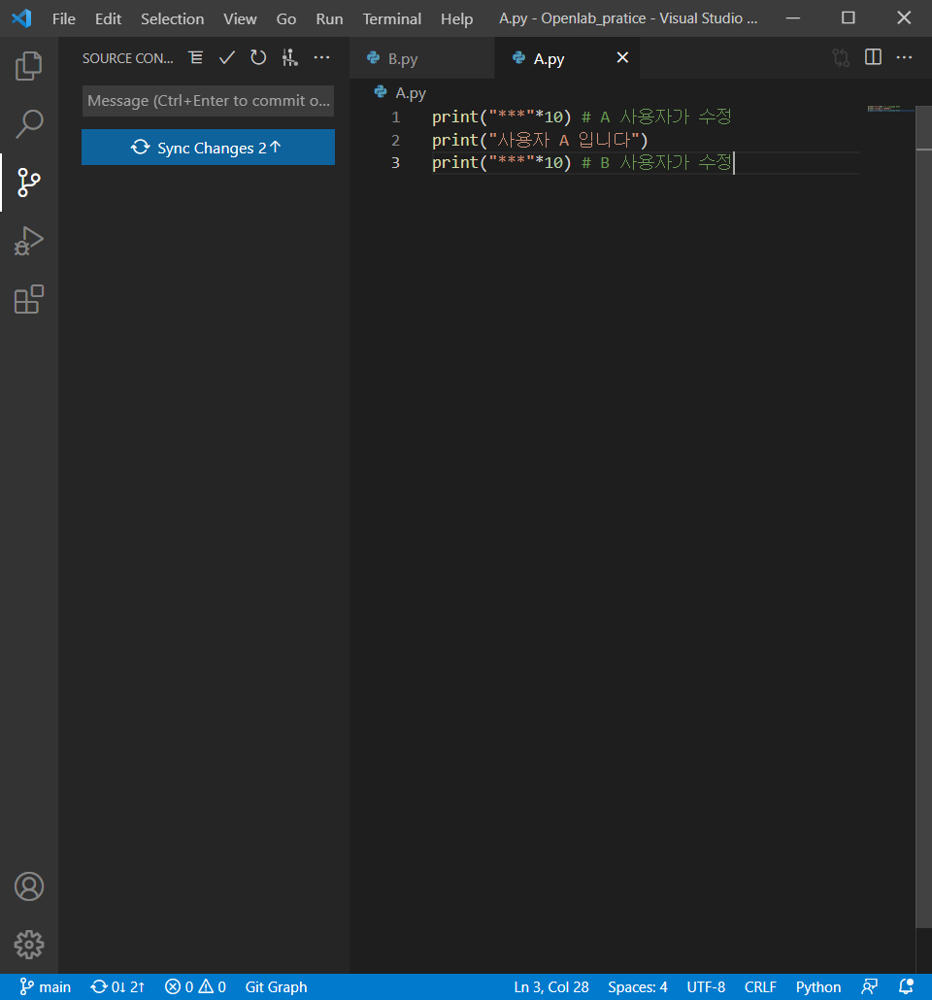 File Edit Selection View Go Run Terminal Help A.py - Openlab_pratice - Visual Studio ...
SOURCE CON...
Message (Ctrl+Enter to commit o...
Sync Changes 2↑
B.py A.py
A.py
1 print("***"*10) # A 사용자가 수정
2 print("사용자 A 입니다")
3 print("***"*10) # B 사용자가 수정
main 0↓ 2↑ 0 0 Git Graph Ln 3, Col 28 Spaces: 4 UTF-8 CRLF Python